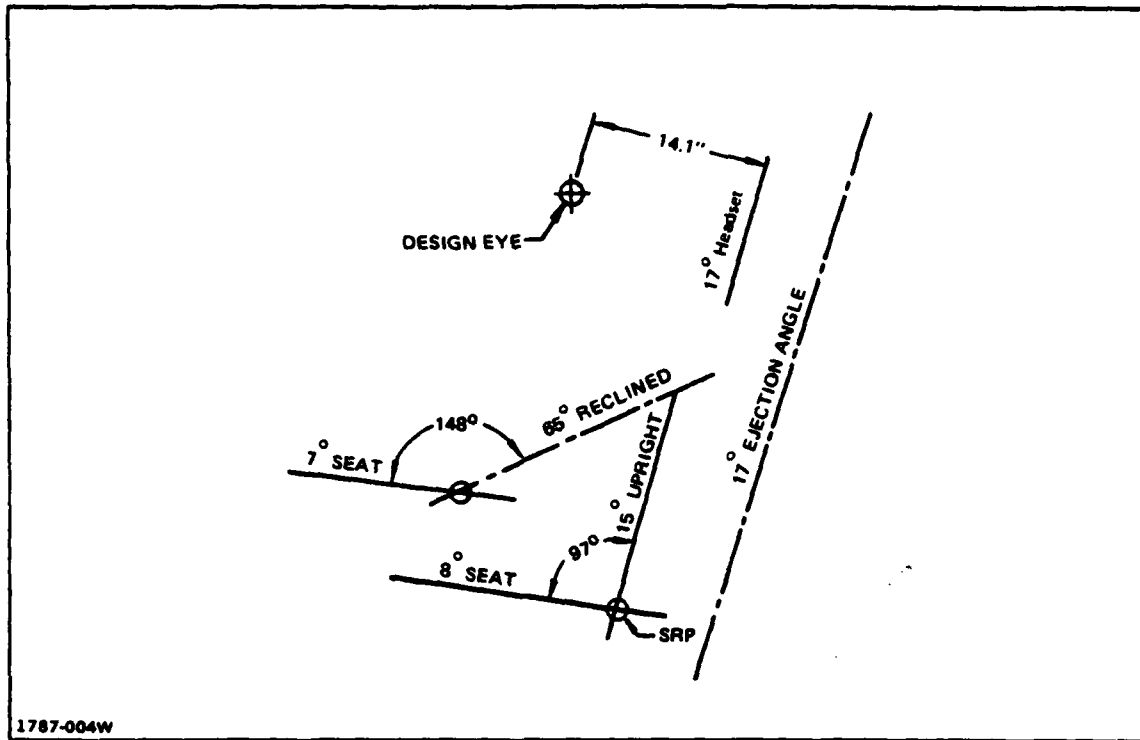 14.1"
DESIGN EYE
17° Headset
17° EJECTION ANGLE
65° RECLINED
148°
7° SEAT
15° UPRIGHT
97°
8° SEAT
SRP
1787-004W